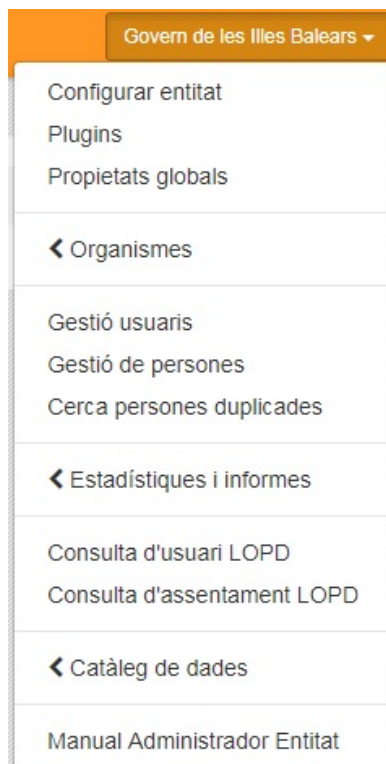 Govern de les Illes Balears
Configurar entitat
Plugins
Propietats globals
Organismes
Gestió usuaris
Gestió de persones
Cerca persones duplicades
Estadístiques i informes
Consulta d'usuari LOPD
Consulta d'assentament LOPD
Catàleg de dades
Manual Administrador Entitat